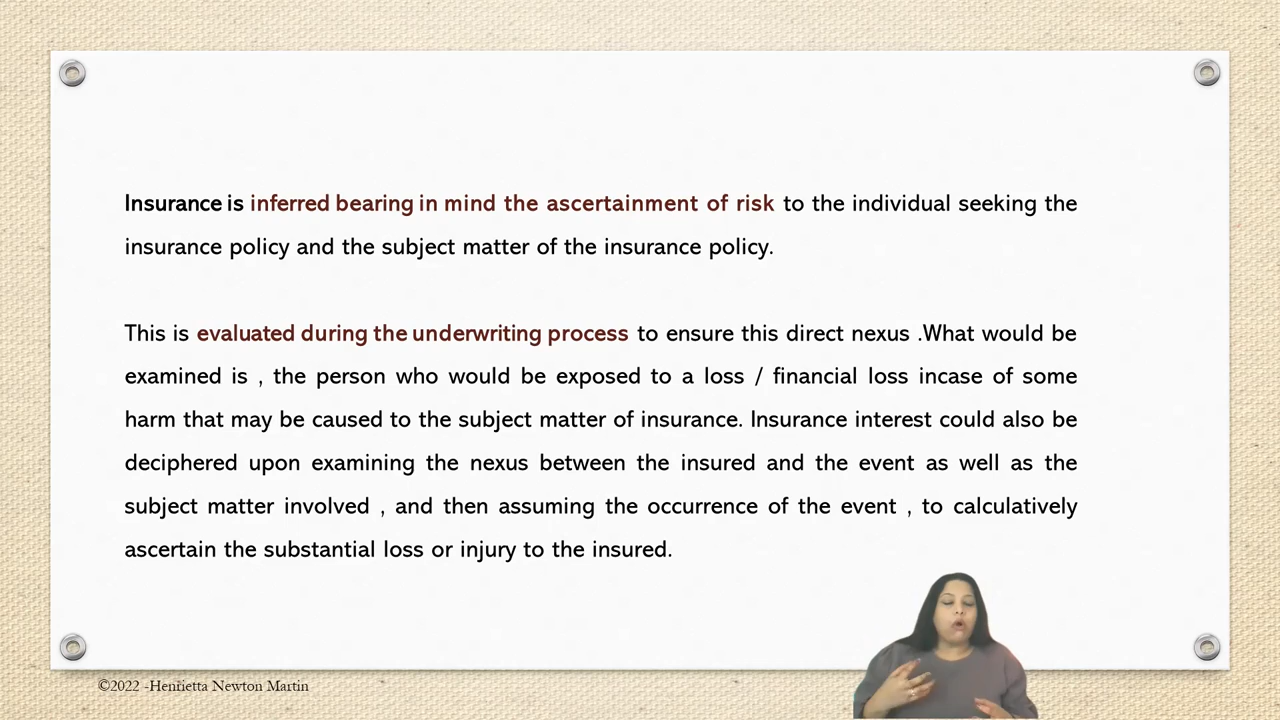 Insurance is inferred bearing in mind the ascertainment of risk to the individual seeking the
insurance policy and the subject matter of the insurance policy.
This is evaluated during the underwriting process to ensure this direct nexus .What would be
examined is , the person who would be exposed to a loss / financial loss incase of some
harm that may be caused to the subject matter of insurance. Insurance interest could also be
deciphered upon examining the nexus between the insured and the event as well as the
subject matter involved , and then assuming the occurrence of the event , to calculatively
ascertain the substantial loss or injury to the insured.
©2022 -Henrietta Newton Martin